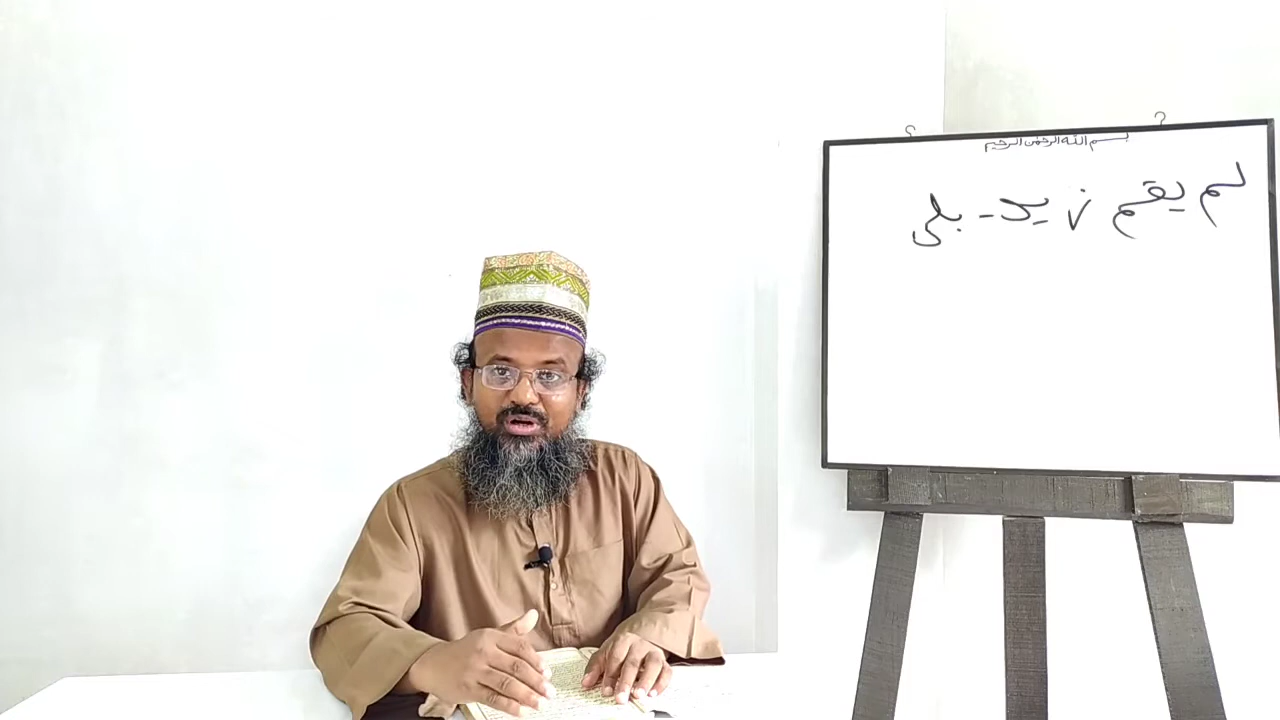 بسم الله الرحمن الرحيم
لم يقم زيد - بلى